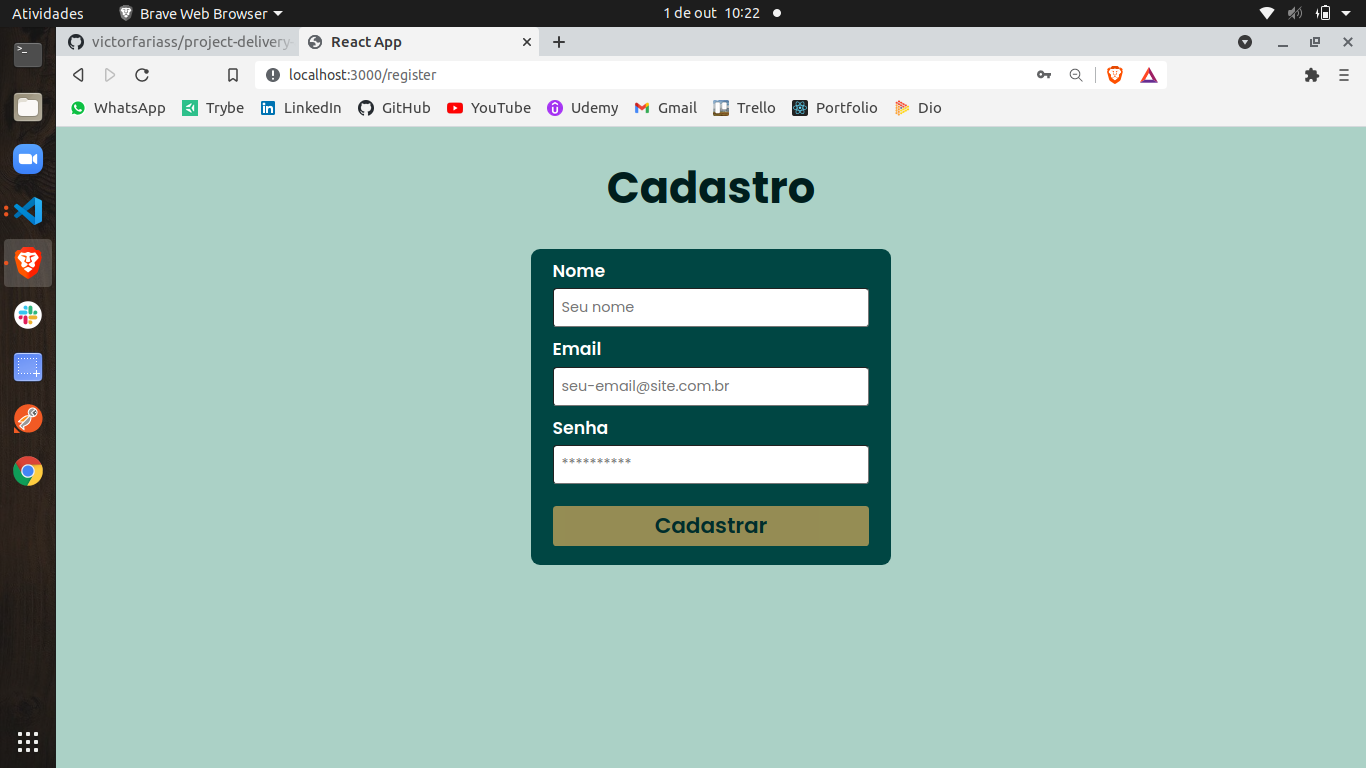 Atividades Brave Web Browser 1 de out 10:22
victorfariass/project-delivery- React App
localhost:3000/register
WhatsApp Trybe LinkedIn GitHub YouTube Udemy Gmail Trello Portfolio Dio
Cadastro
Nome
Seu nome
Email
seu-email@site.com.br
Senha
**********
Cadastrar